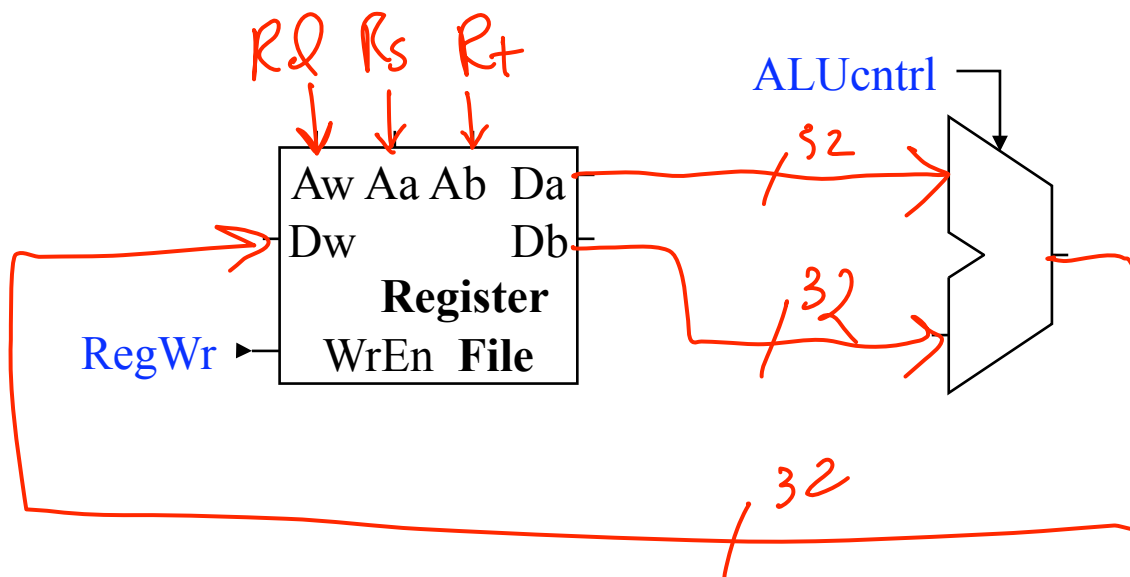 Rd Rs Rt
ALUcntrl
32
Aw Aa Ab Da
Dw Db
32
Register
RegWr WrEn File
32